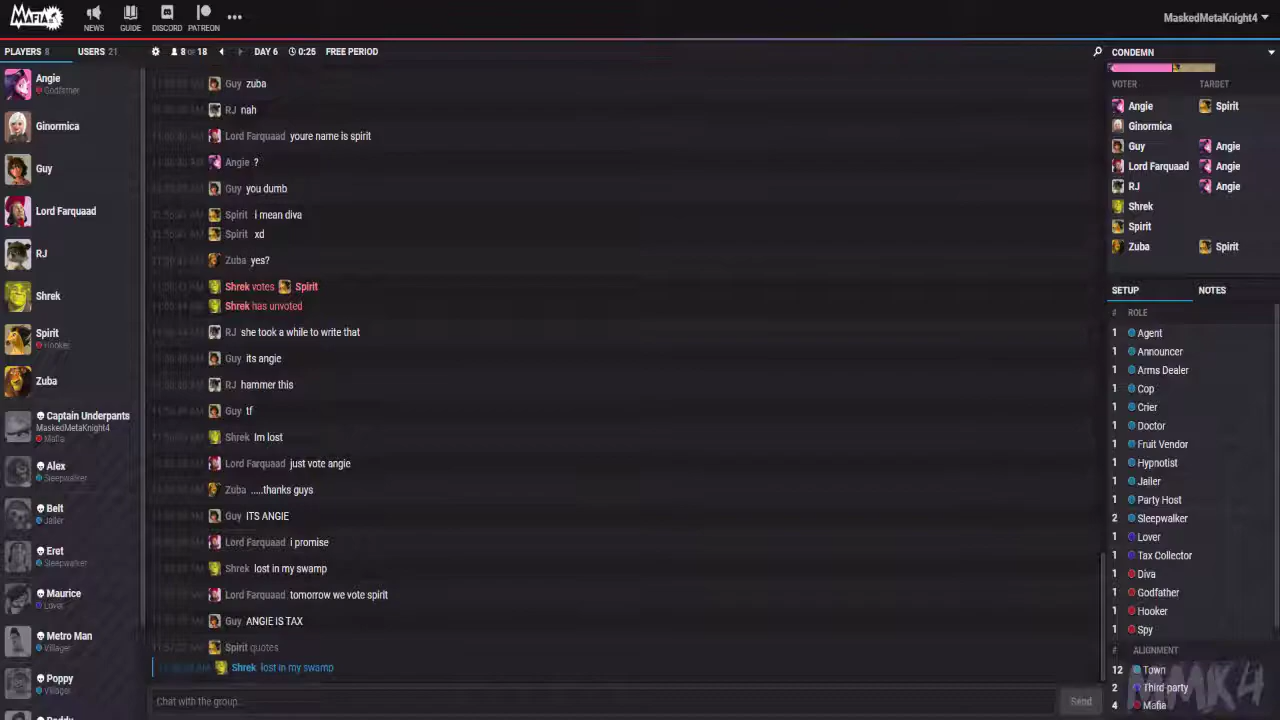 MAFIA
NEWS
GUIDE
DISCORD
PATREON
MaskedMetaKnight4
PLAYERS 8
USERS 21
8 OF 18
DAY 6
0:25
FREE PERIOD
Angie
Godfather
Ginormica
Guy
Lord Farquaad
RJ
Shrek
Spirit
Hooker
Zuba
Captain Underpants
MaskedMetaKnight4
Mafia
Alex
Sleepwalker
Belt
Jailer
Eret
Sleepwalker
Maurice
Lover
Metro Man
Villager
Poppy
Villager
Guy zuba
RJ nah
Lord Farquaad youre name is spirit
Angie ?
Guy you dumb
Spirit i mean diva
Spirit xd
Zuba yes?
Shrek votes Spirit
Shrek has unvoted
RJ she took a while to write that
Guy its angie
RJ hammer this
Guy tf
Shrek Im lost
Lord Farquaad just vote angie
Zuba .....thanks guys
Guy ITS ANGIE
Lord Farquaad i promise
Shrek lost in my swamp
Lord Farquaad tomorrow we vote spirit
Guy ANGIE IS TAX
Spirit quotes
Shrek lost in my swamp
Chat with the group...
Send
CONDEMN
VOTER TARGET
Angie Spirit
Ginormica
Guy Angie
Lord Farquaad Angie
RJ Angie
Shrek
Spirit
Zuba Spirit
SETUP NOTES
# ROLE
1 Agent
1 Announcer
1 Arms Dealer
1 Cop
1 Crier
1 Doctor
1 Fruit Vendor
1 Hypnotist
1 Jailer
1 Party Host
2 Sleepwalker
1 Lover
1 Tax Collector
1 Diva
1 Godfather
1 Hooker
1 Spy
# ALIGNMENT
12 Town
2 Third-party
4 Mafia
MMK4